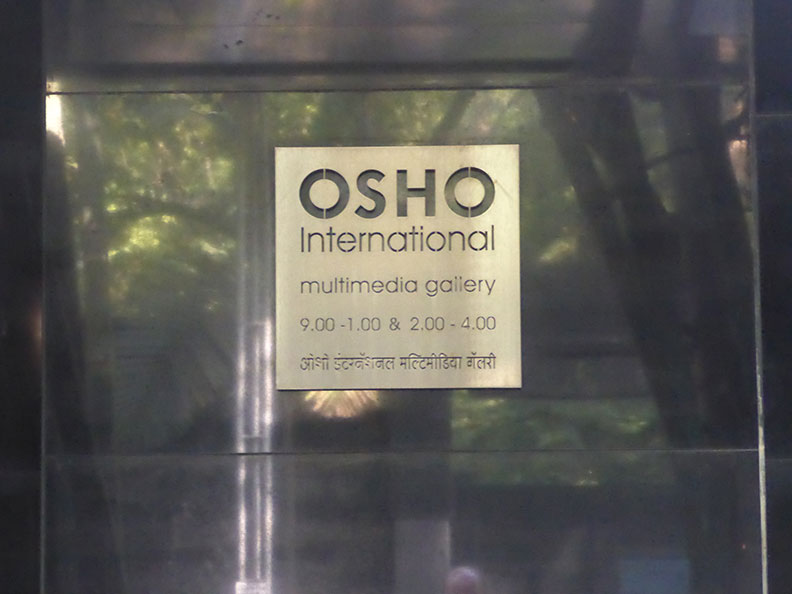 OSHO
International
multimedia gallery
9.00 -1.00 & 2.00 - 4.00
ओशो इंटरनॅशनल मल्टिमीडिया गॅलरी